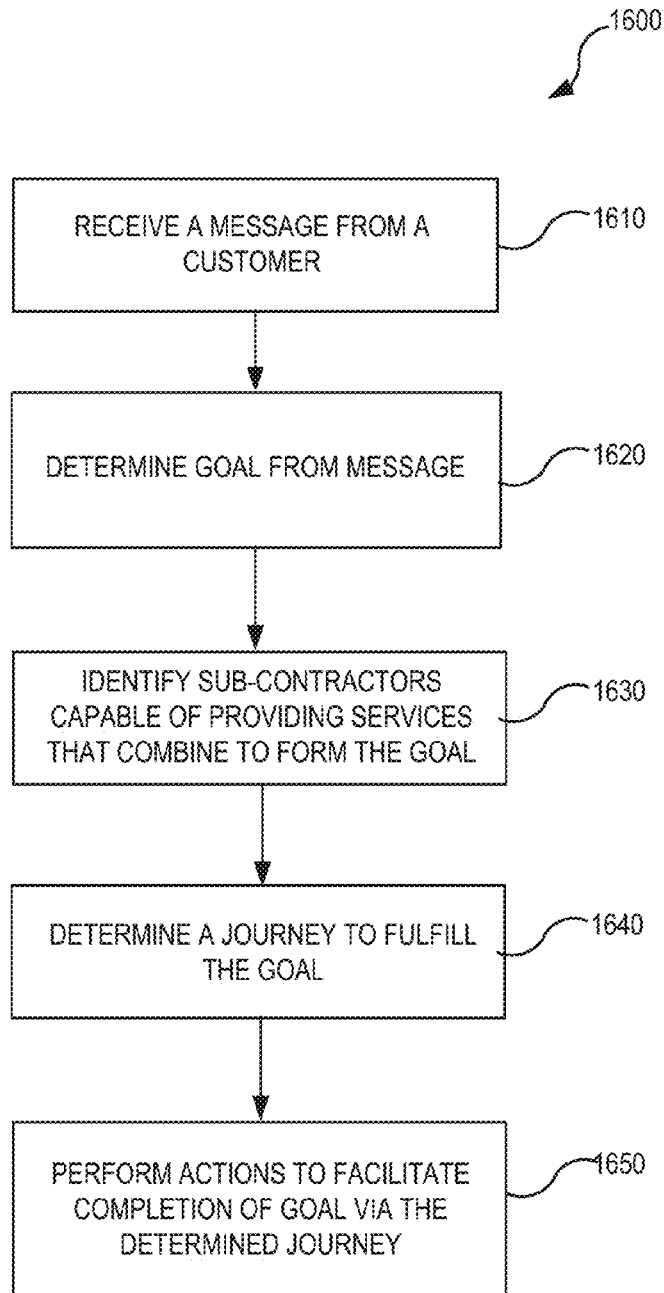 1600
RECEIVE A MESSAGE FROM A
CUSTOMER
1610
DETERMINE GOAL FROM MESSAGE
1620
IDENTIFY SUB-CONTRACTORS
CAPABLE OF PROVIDING SERVICES
THAT COMBINE TO FORM THE GOAL
1630
DETERMINE A JOURNEY TO FULFILL
THE GOAL
1640
PERFORM ACTIONS TO FACILITATE
COMPLETION OF GOAL VIA THE
DETERMINED JOURNEY
1650